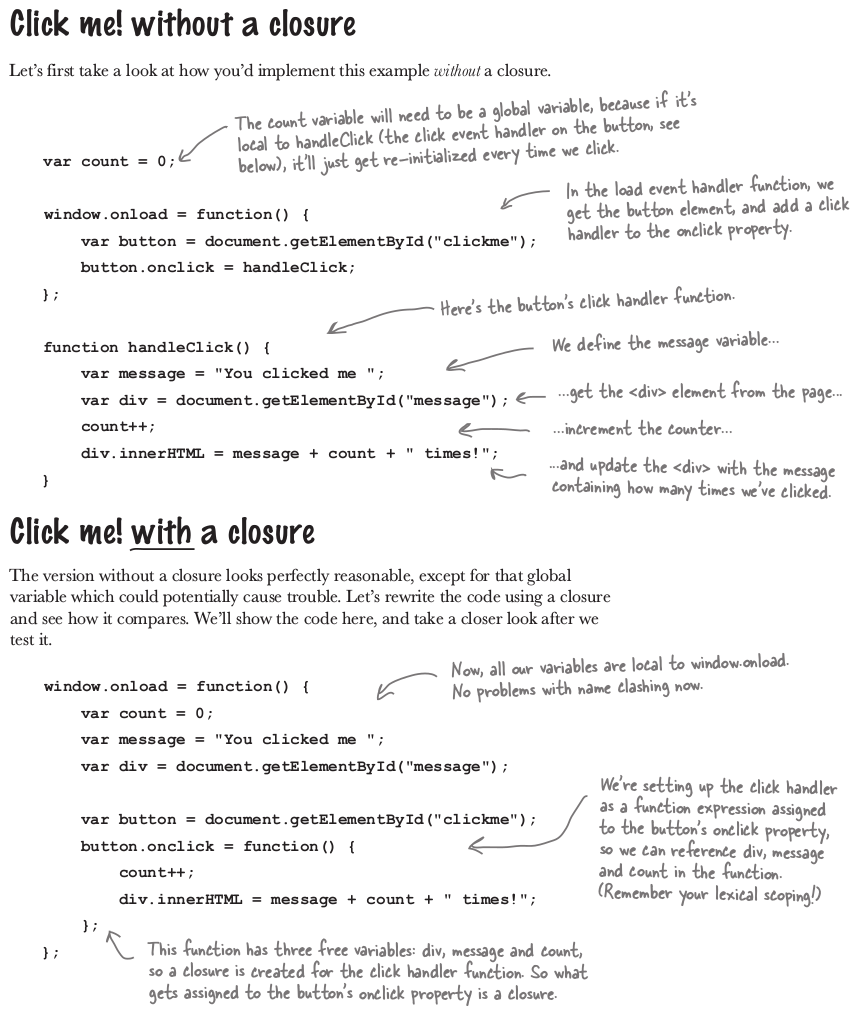 Click me! without a closure
Let's first take a look at how you'd implement this example without a closure.
The count variable will need to be a global variable, because if it's
local to handleClick (the click event handler on the button, see
below), it'll just get re-initialized every time we click.
var count = 0;
In the load event handler function, we
get the button element, and add a click
handler to the onclick property.
window.onload = function() {
var button = document.getElementById("clickme");
button.onclick = handleClick;
};
Here's the button's click handler function.
function handleClick() {
We define the message variable...
var message = "You clicked me ";
var div = document.getElementById("message");
...get the <div> element from the page...
count++;
...increment the counter...
div.innerHTML = message + count + " times!";
...and update the <div> with the message
containing how many times we've clicked.
}
Click me! with a closure
The version without a closure looks perfectly reasonable, except for that global
variable which could potentially cause trouble. Let's rewrite the code using a closure
and see how it compares. We'll show the code here, and take a closer look after we
test it.
Now, all our variables are local to window.onload.
No problems with name clashing now.
window.onload = function() {
var count = 0;
var message = "You clicked me ";
var div = document.getElementById("message");
We're setting up the click handler
as a function expression assigned
to the button's onclick property,
so we can reference div, message
and count in the function.
(Remember your lexical scoping!)
var button = document.getElementById("clickme");
button.onclick = function() {
count++;
div.innerHTML = message + count + " times!";
};
};
This function has three free variables: div, message and count,
so a closure is created for the click handler function. So what
gets assigned to the button's onclick property is a closure.